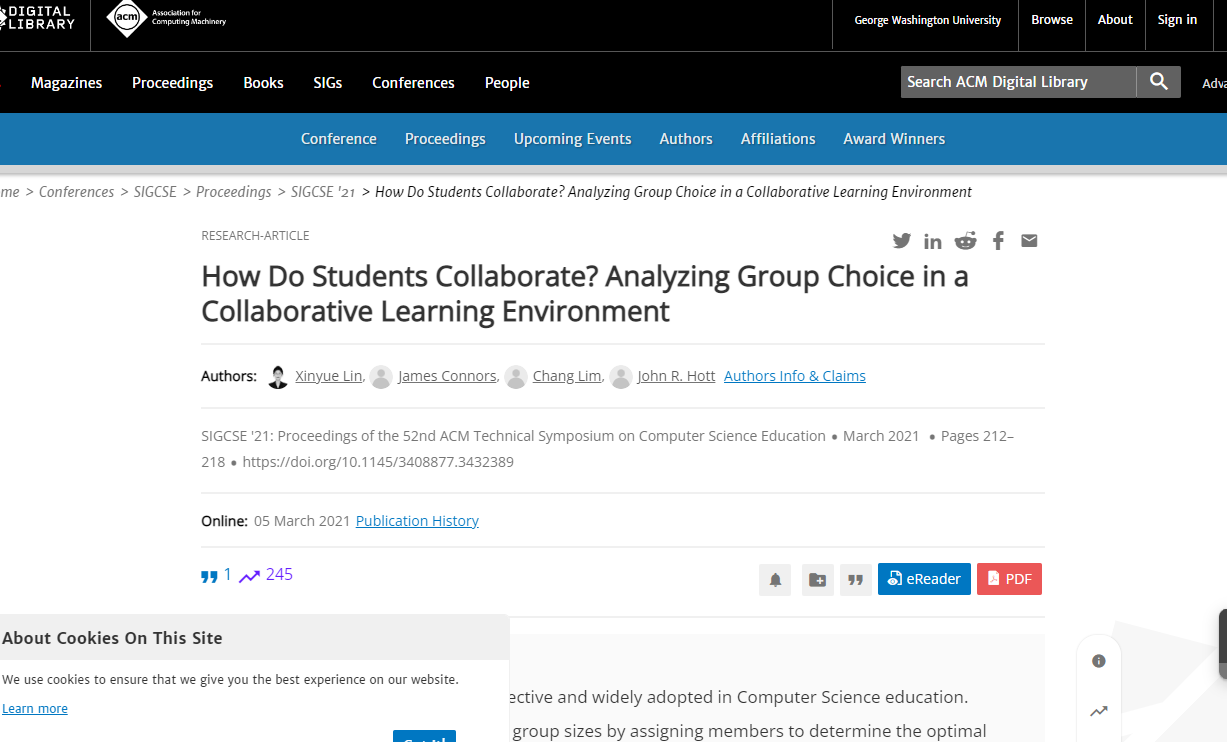 DIGITAL
LIBRARY
acm
Association for
Computing Machinery
George Washington University
Browse
About
Sign in
Magazines
Proceedings
Books
SIGs
Conferences
People
Search ACM Digital Library
Conference
Proceedings
Upcoming Events
Authors
Affiliations
Award Winners
> Conferences > SIGCSE > Proceedings > SIGCSE '21 > How Do Students Collaborate? Analyzing Group Choice in a Collaborative Learning Environment
RESEARCH-ARTICLE
How Do Students Collaborate? Analyzing Group Choice in a
Collaborative Learning Environment
Authors: Xinyue Lin, James Connors, Chang Lim, John R. Hott Authors Info & Claims
SIGCSE '21: Proceedings of the 52nd ACM Technical Symposium on Computer Science Education • March 2021 • Pages 212–
218 • https://doi.org/10.1145/3408877.3432389
Online: 05 March 2021 Publication History
1 245
eReader
PDF
About Cookies On This Site
We use cookies to ensure that we give you the best experience on our website.
Learn more
and widely adopted in Computer Science education.
group sizes by assigning members to determine the optimal